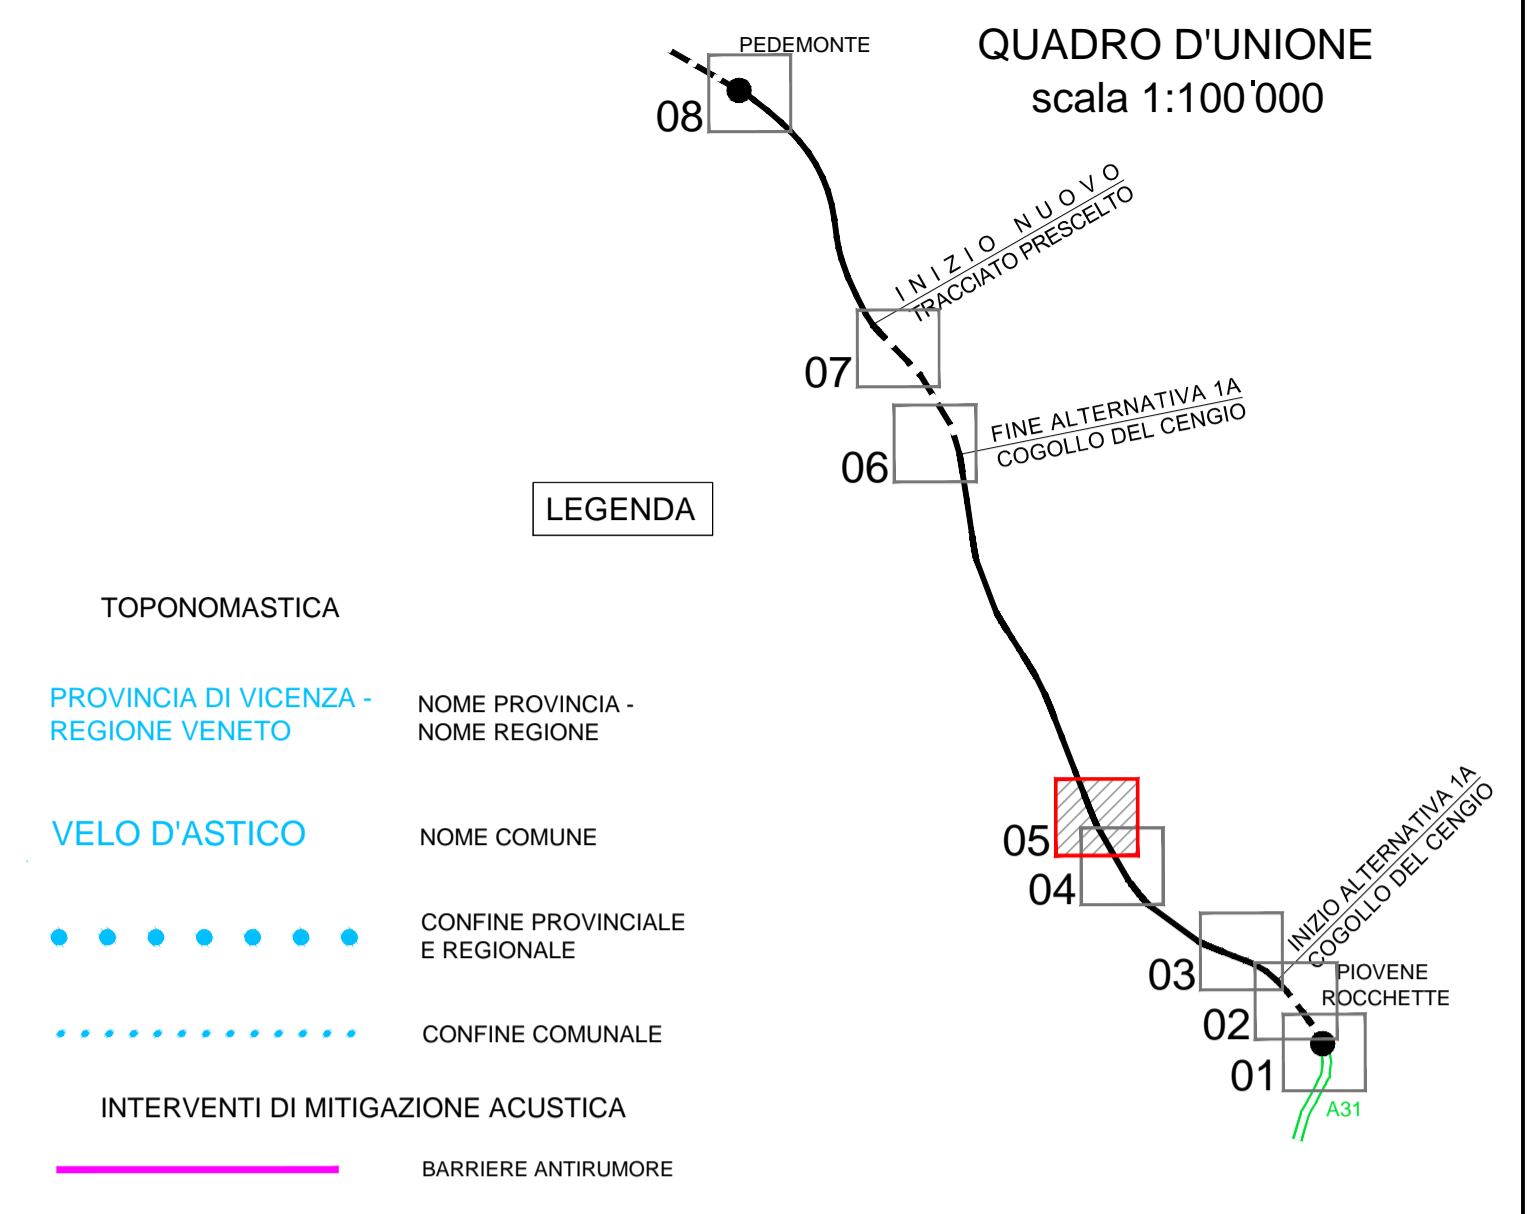 QUADRO D'UNIONE
scala 1:100'000
PEDEMONTE
08
INIZIO NUOVO
TRACCIATO PRESCELTO
07
FINE ALTERNATIVA 1A
COGOLLO DEL CENGIO
06
05
04
INIZIO ALTERNATIVA 1A
COGOLLO DEL CENGIO
03
PIOVENE
ROCCHETTE
02
01
A31
LEGENDA
TOPONOMASTICA
PROVINCIA DI VICENZA -
REGIONE VENETO
NOME PROVINCIA -
NOME REGIONE
VELO D'ASTICO
NOME COMUNE
CONFINE PROVINCIALE
E REGIONALE
CONFINE COMUNALE
INTERVENTI DI MITIGAZIONE ACUSTICA
BARRIERE ANTIRUMORE